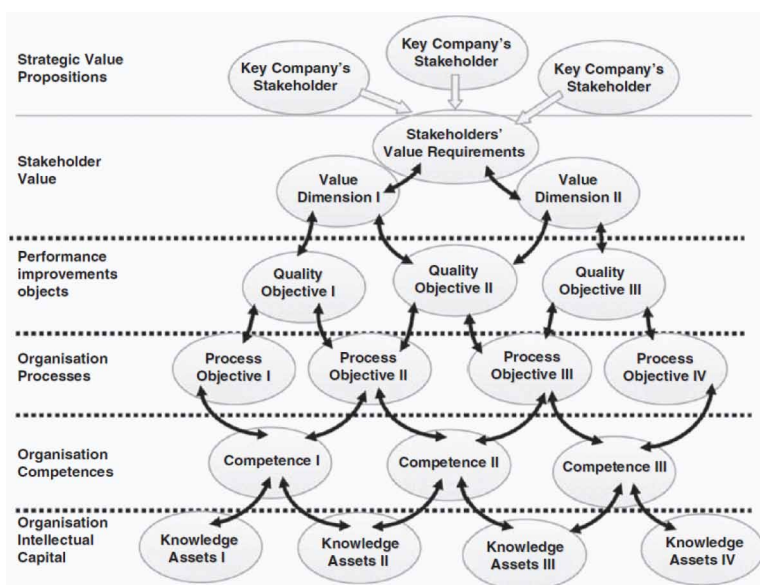 Strategic Value
Propositions
Key Company's
Stakeholder
Key Company's
Stakeholder
Key Company's
Stakeholder
Stakeholder
Value
Stakeholders'
Value Requirements
Value
Dimension I
Value
Dimension II
Performance
improvements
objects
Quality
Objective I
Quality
Objective II
Quality
Objective III
Organisation
Processes
Process
Objective I
Process
Objective II
Process
Objective III
Process
Objective IV
Organisation
Competences
Competence I
Competence II
Competence III
Organisation
Intellectual
Capital
Knowledge
Assets I
Knowledge
Assets II
Knowledge
Assets III
Knowledge
Assets IV